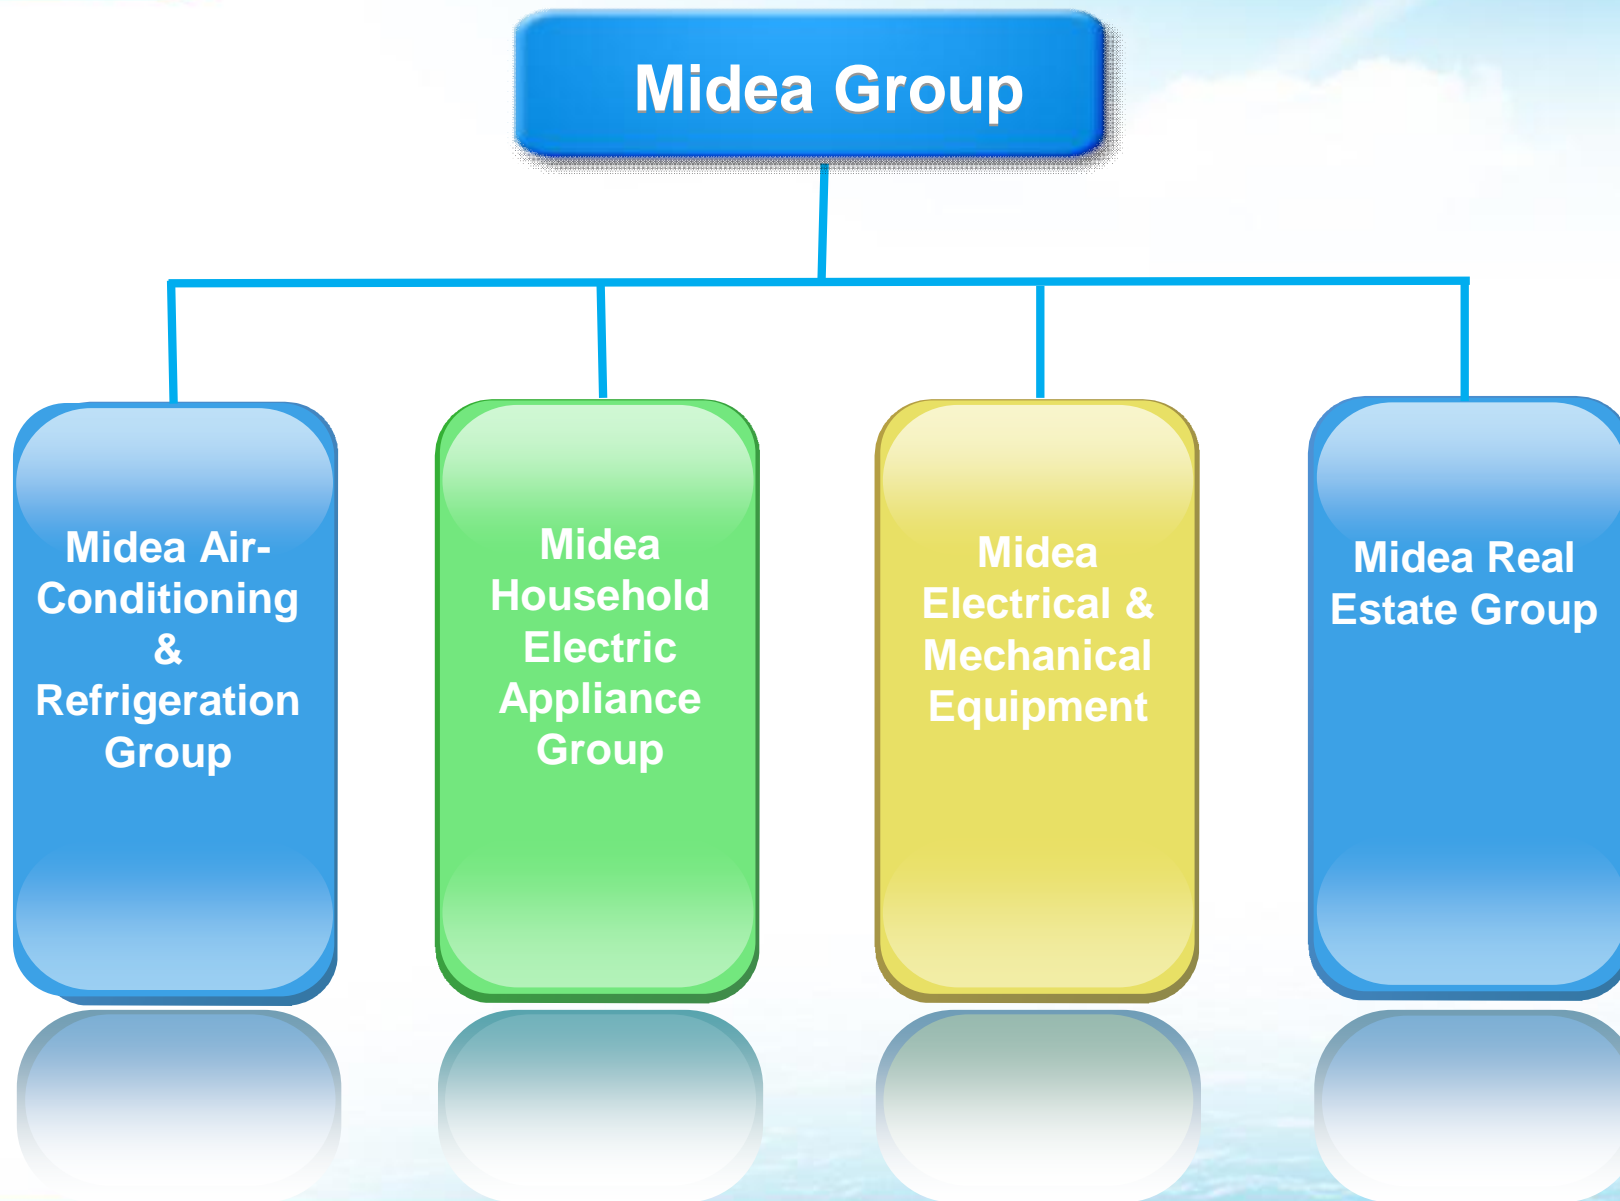 Midea Group
Midea Air-
Conditioning
&
Refrigeration
Group
Midea
Household
Electric
Appliance
Group
Midea
Electrical &
Mechanical
Equipment
Midea Real
Estate Group